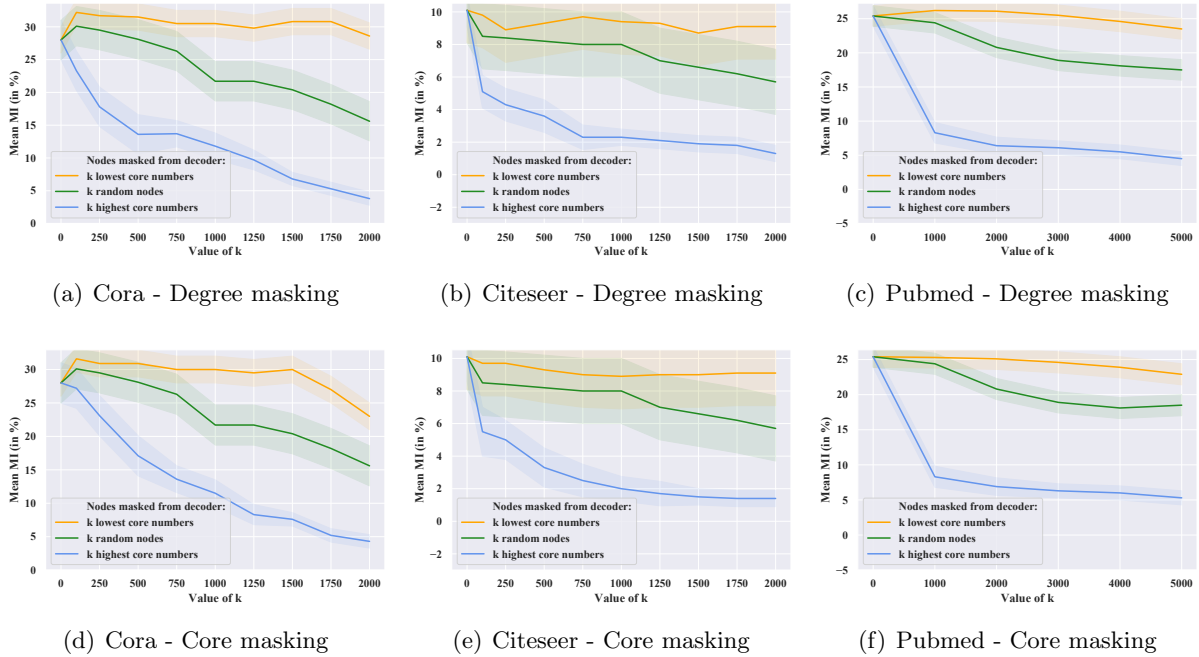 Mean MI (in %)
30
25
20
15
10
5
0
Nodes masked from decoder:
k lowest core numbers
k random nodes
k highest core numbers
0 250 500 750 1000 1250 1500 1750 2000
Value of k
(a) Cora - Degree masking
Mean MI (in %)
10
8
6
4
2
0
−2
Nodes masked from decoder:
k lowest core numbers
k random nodes
k highest core numbers
0 250 500 750 1000 1250 1500 1750 2000
Value of k
(b) Citeseer - Degree masking
Mean MI (in %)
25
20
15
10
5
0
−5
Nodes masked from decoder:
k lowest core numbers
k random nodes
k highest core numbers
0 1000 2000 3000 4000 5000
Value of k
(c) Pubmed - Degree masking
Mean MI (in %)
30
25
20
15
10
5
0
Nodes masked from decoder:
k lowest core numbers
k random nodes
k highest core numbers
0 250 500 750 1000 1250 1500 1750 2000
Value of k
(d) Cora - Core masking
Mean MI (in %)
10
8
6
4
2
0
−2
Nodes masked from decoder:
k lowest core numbers
k random nodes
k highest core numbers
0 250 500 750 1000 1250 1500 1750 2000
Value of k
(e) Citeseer - Core masking
Mean MI (in %)
25
20
15
10
5
0
−5
Nodes masked from decoder:
k lowest core numbers
k random nodes
k highest core numbers
0 1000 2000 3000 4000 5000
Value of k
(f) Pubmed - Core masking